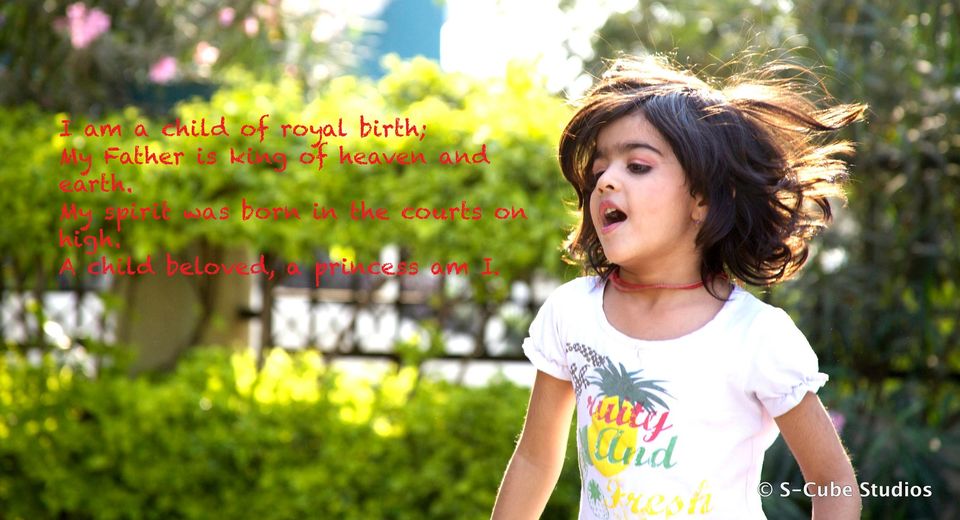 I am a child of royal birth;
My Father is king of heaven and
earth.
My spirit was born in the courts on
high.
A child beloved, a princess am I.
And
Fresh
© S-Cube Studios